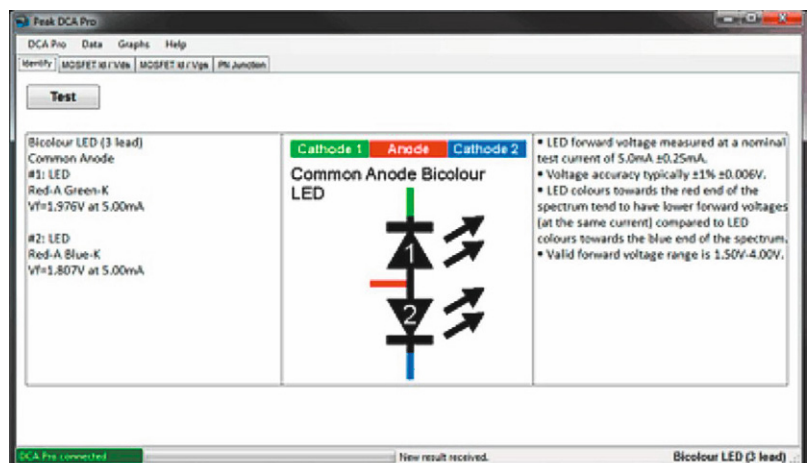 Peak DCA Pro
DCA Pro Data Graphs Help
Identify MOSFET Id / Vds MOSFET Id / Vgs PN Junction
Test
Bicolour LED (3 lead)
Common Anode
#1: LED
Red-A Green-K
Vf=1.976V at 5.00mA
#2: LED
Red-A Blue-K
Vf=1.807V at 5.00mA
Cathode 1 Anode Cathode 2
Common Anode Bicolour
LED
1
2
• LED forward voltage measured at a nominal
test current of 5.0mA ±0.25mA.
• Voltage accuracy typically ±1% ±0.006V.
• LED colours towards the red end of the
spectrum tend to have lower forward voltages
(at the same current) compared to LED
colours towards the blue end of the spectrum.
• Valid forward voltage range is 1.50V-4.00V.
DCA Pro connected New result received. Bicolour LED (3 lead)